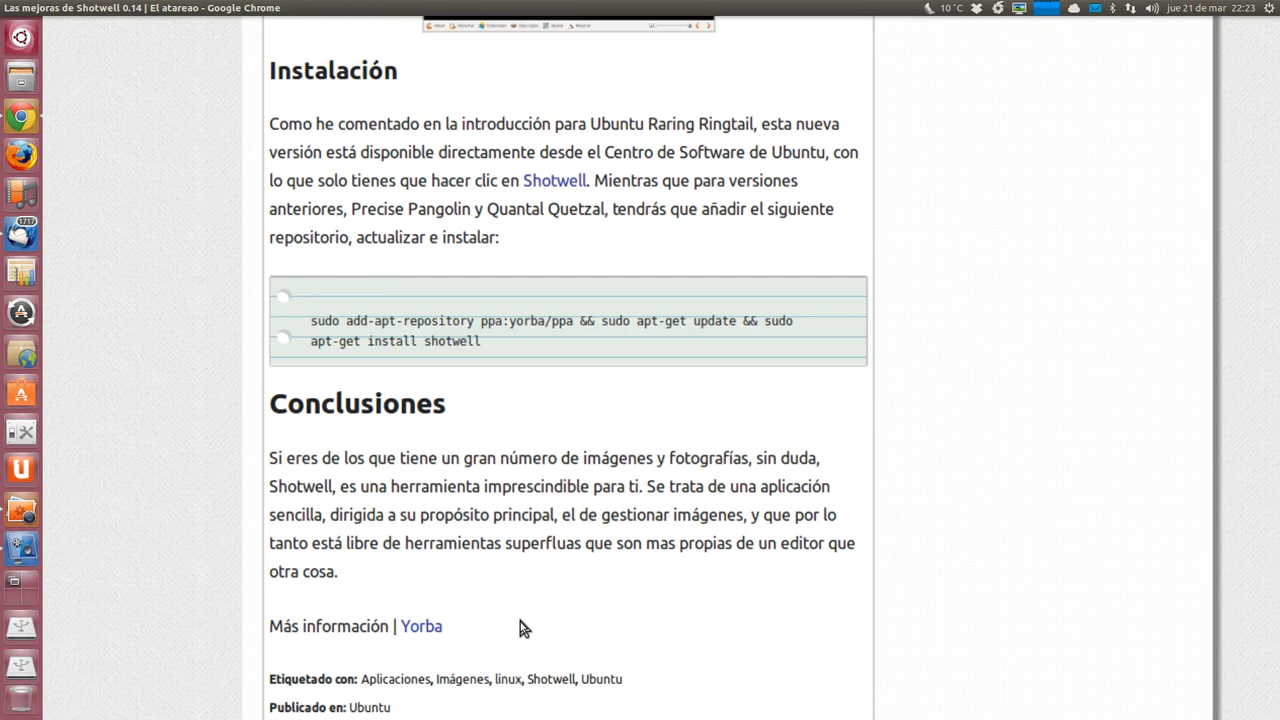 Las mejoras de Shotwell 0.14 | El atareao - Google Chrome
10 °C
jue 21 de mar 22:23
Instalación
Como he comentado en la introducción para Ubuntu Raring Ringtail, esta nueva
versión está disponible directamente desde el Centro de Software de Ubuntu, con
lo que solo tienes que hacer clic en Shotwell. Mientras que para versiones
anteriores, Precise Pangolin y Quantal Quetzal, tendrás que añadir el siguiente
repositorio, actualizar e instalar:
sudo add-apt-repository ppa:yorba/ppa && sudo apt-get update && sudo
apt-get install shotwell
Conclusiones
Si eres de los que tiene un gran número de imágenes y fotografías, sin duda,
Shotwell, es una herramienta imprescindible para ti. Se trata de una aplicación
sencilla, dirigida a su propósito principal, el de gestionar imágenes, y que por lo
tanto está libre de herramientas superfluas que son mas propias de un editor que
otra cosa.
Más información | Yorba
Etiquetado con: Aplicaciones, Imágenes, linux, Shotwell, Ubuntu
Publicado en: Ubuntu